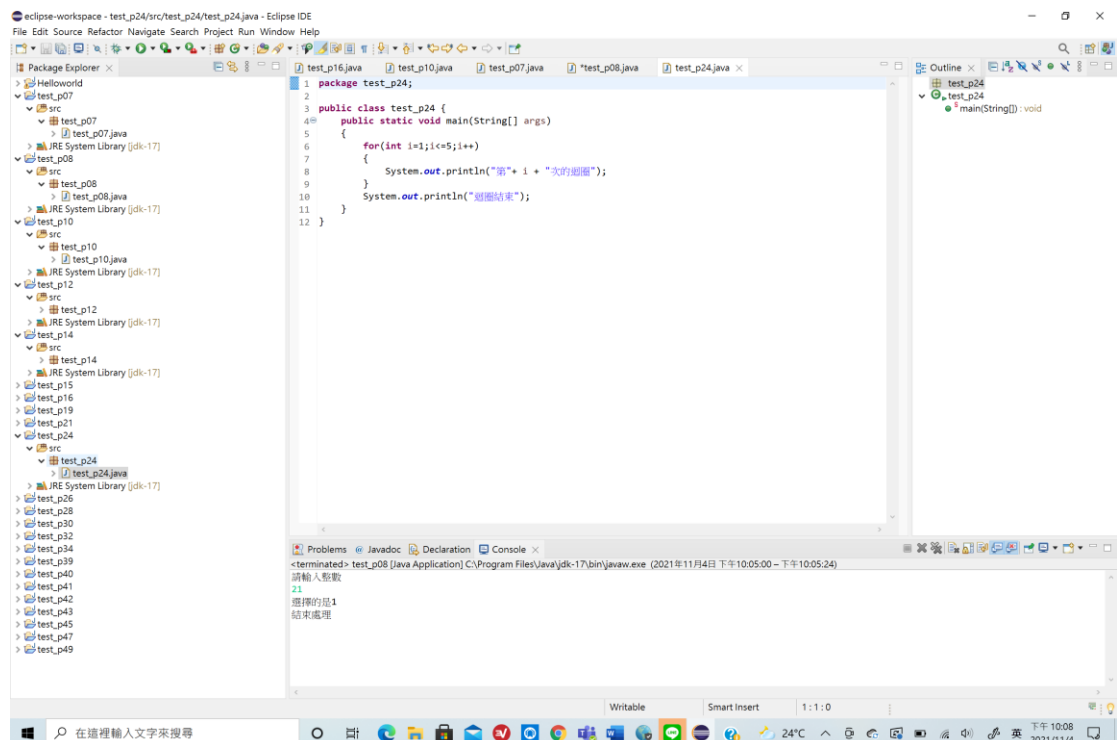 eclipse-workspace - test_p24/src/test_p24/test_p24.java - Eclipse IDE
File Edit Source Refactor Navigate Search Project Run Window Help
Package Explorer
Helloworld
test_p07
src
test_p07
test_p07.java
JRE System Library [jdk-17]
test_p08
src
test_p08
test_p08.java
JRE System Library [jdk-17]
test_p10
src
test_p10
test_p10.java
JRE System Library [jdk-17]
test_p12
src
test_p12
JRE System Library [jdk-17]
test_p14
src
test_p14
JRE System Library [jdk-17]
test_p15
test_p16
test_p19
test_p21
test_p24
src
test_p24
test_p24.java
JRE System Library [jdk-17]
test_p26
test_p28
test_p30
test_p32
test_p34
test_p39
test_p40
test_p41
test_p42
test_p43
test_p45
test_p47
test_p49
test_p16.java test_p10.java test_p07.java *test_p08.java test_p24.java
1 package test_p24;
2
3 public class test_p24 {
4 public static void main(String[] args)
5 {
6 for(int i=1;i<=5;i++)
7 {
8 System.out.println("第"+ i + "次的迴圈");
9 }
10 System.out.println("迴圈結束");
11 }
12 }
Outline
test_p24
test_p24
main(String[]) : void
Problems Javadoc Declaration Console
<terminated> test_p08 [Java Application] C:\Program Files\Java\jdk-17\bin\javaw.exe (2021年11月4日 下午10:05:00 – 下午10:05:24)
請輸入整數
21
選擇的是1
結束處理
Writable Smart Insert 1 : 1 : 0
在這裡輸入文字來搜尋
24°C 英 下午 10:08
2021/11/4